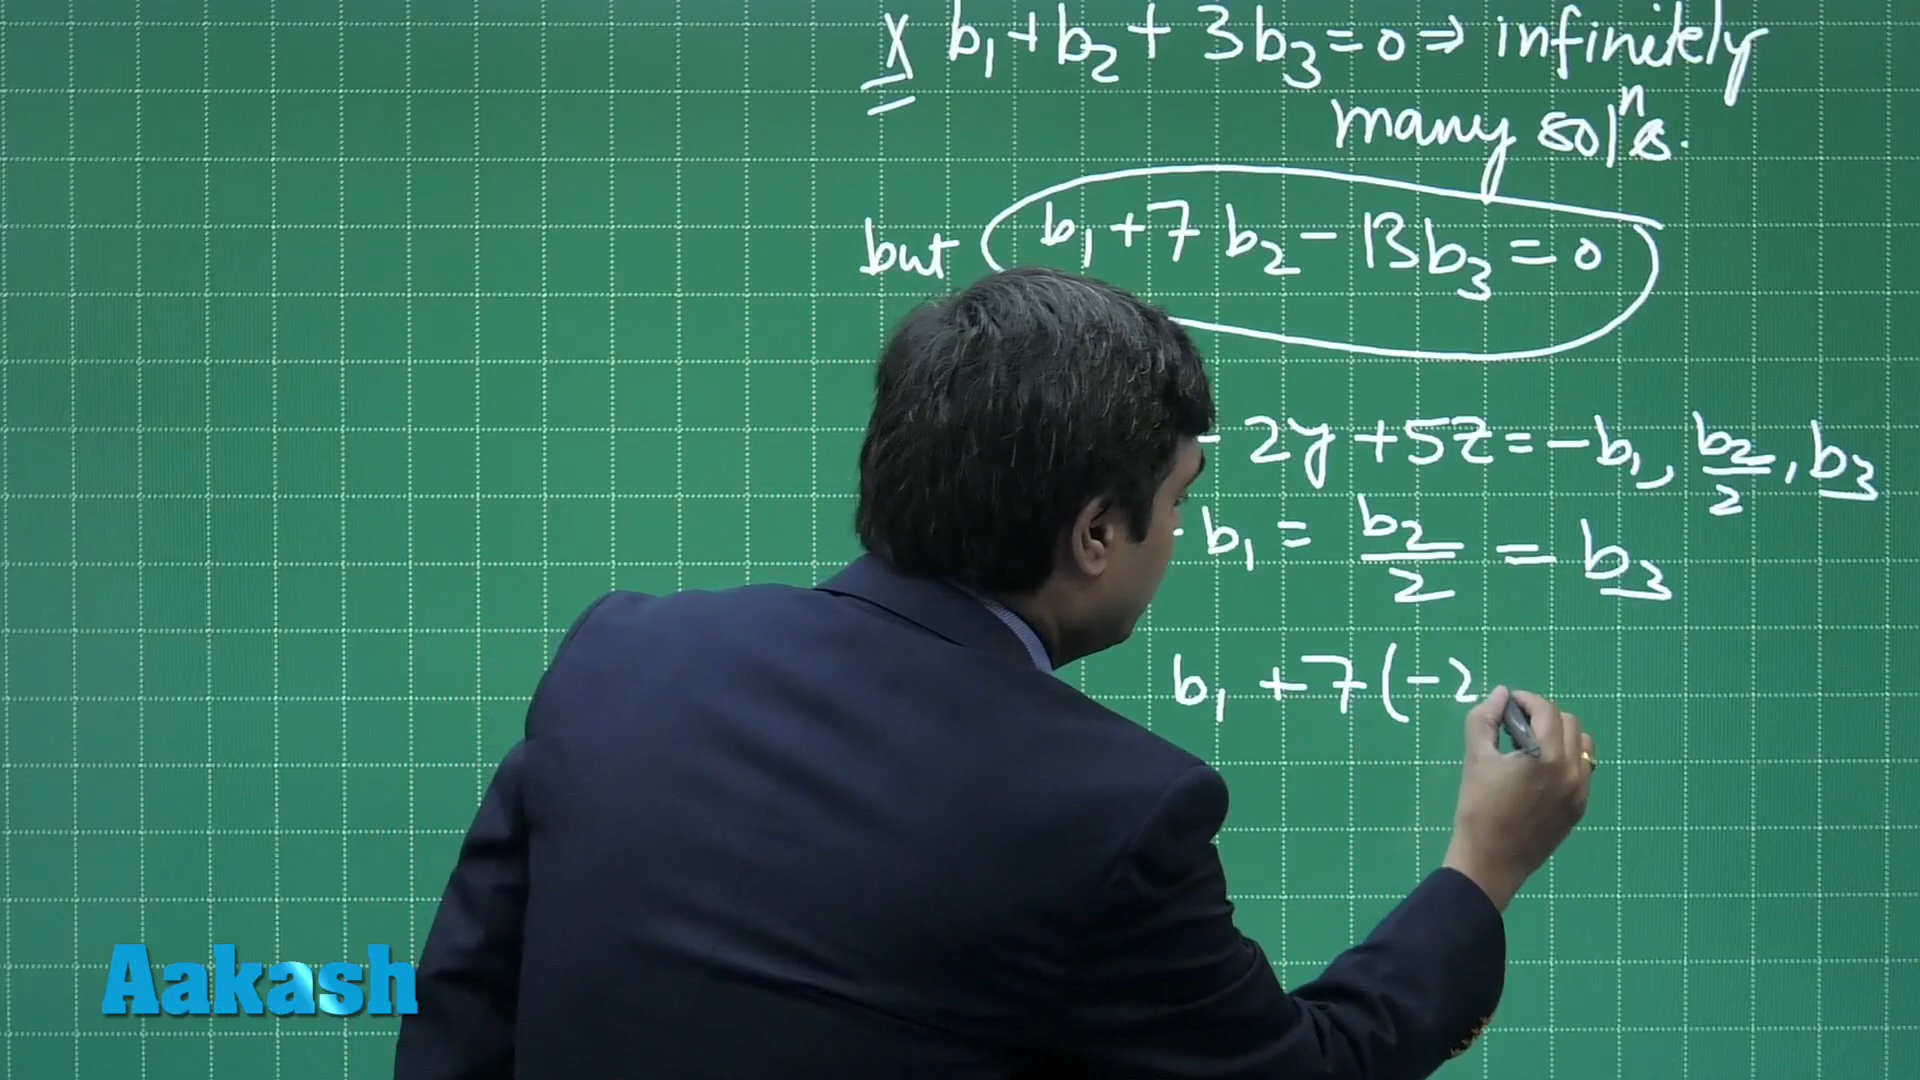 X b₁ + b₂ + 3b₃ = 0 ⇒ infinitely
many solⁿs.
but b₁ + 7b₂ - 13b₃ = 0
- 2y + 5z = -b₁, b₂/2, b₃
- b₁ = b₂/2 = b₃
b₁ + 7(-2
Aakash